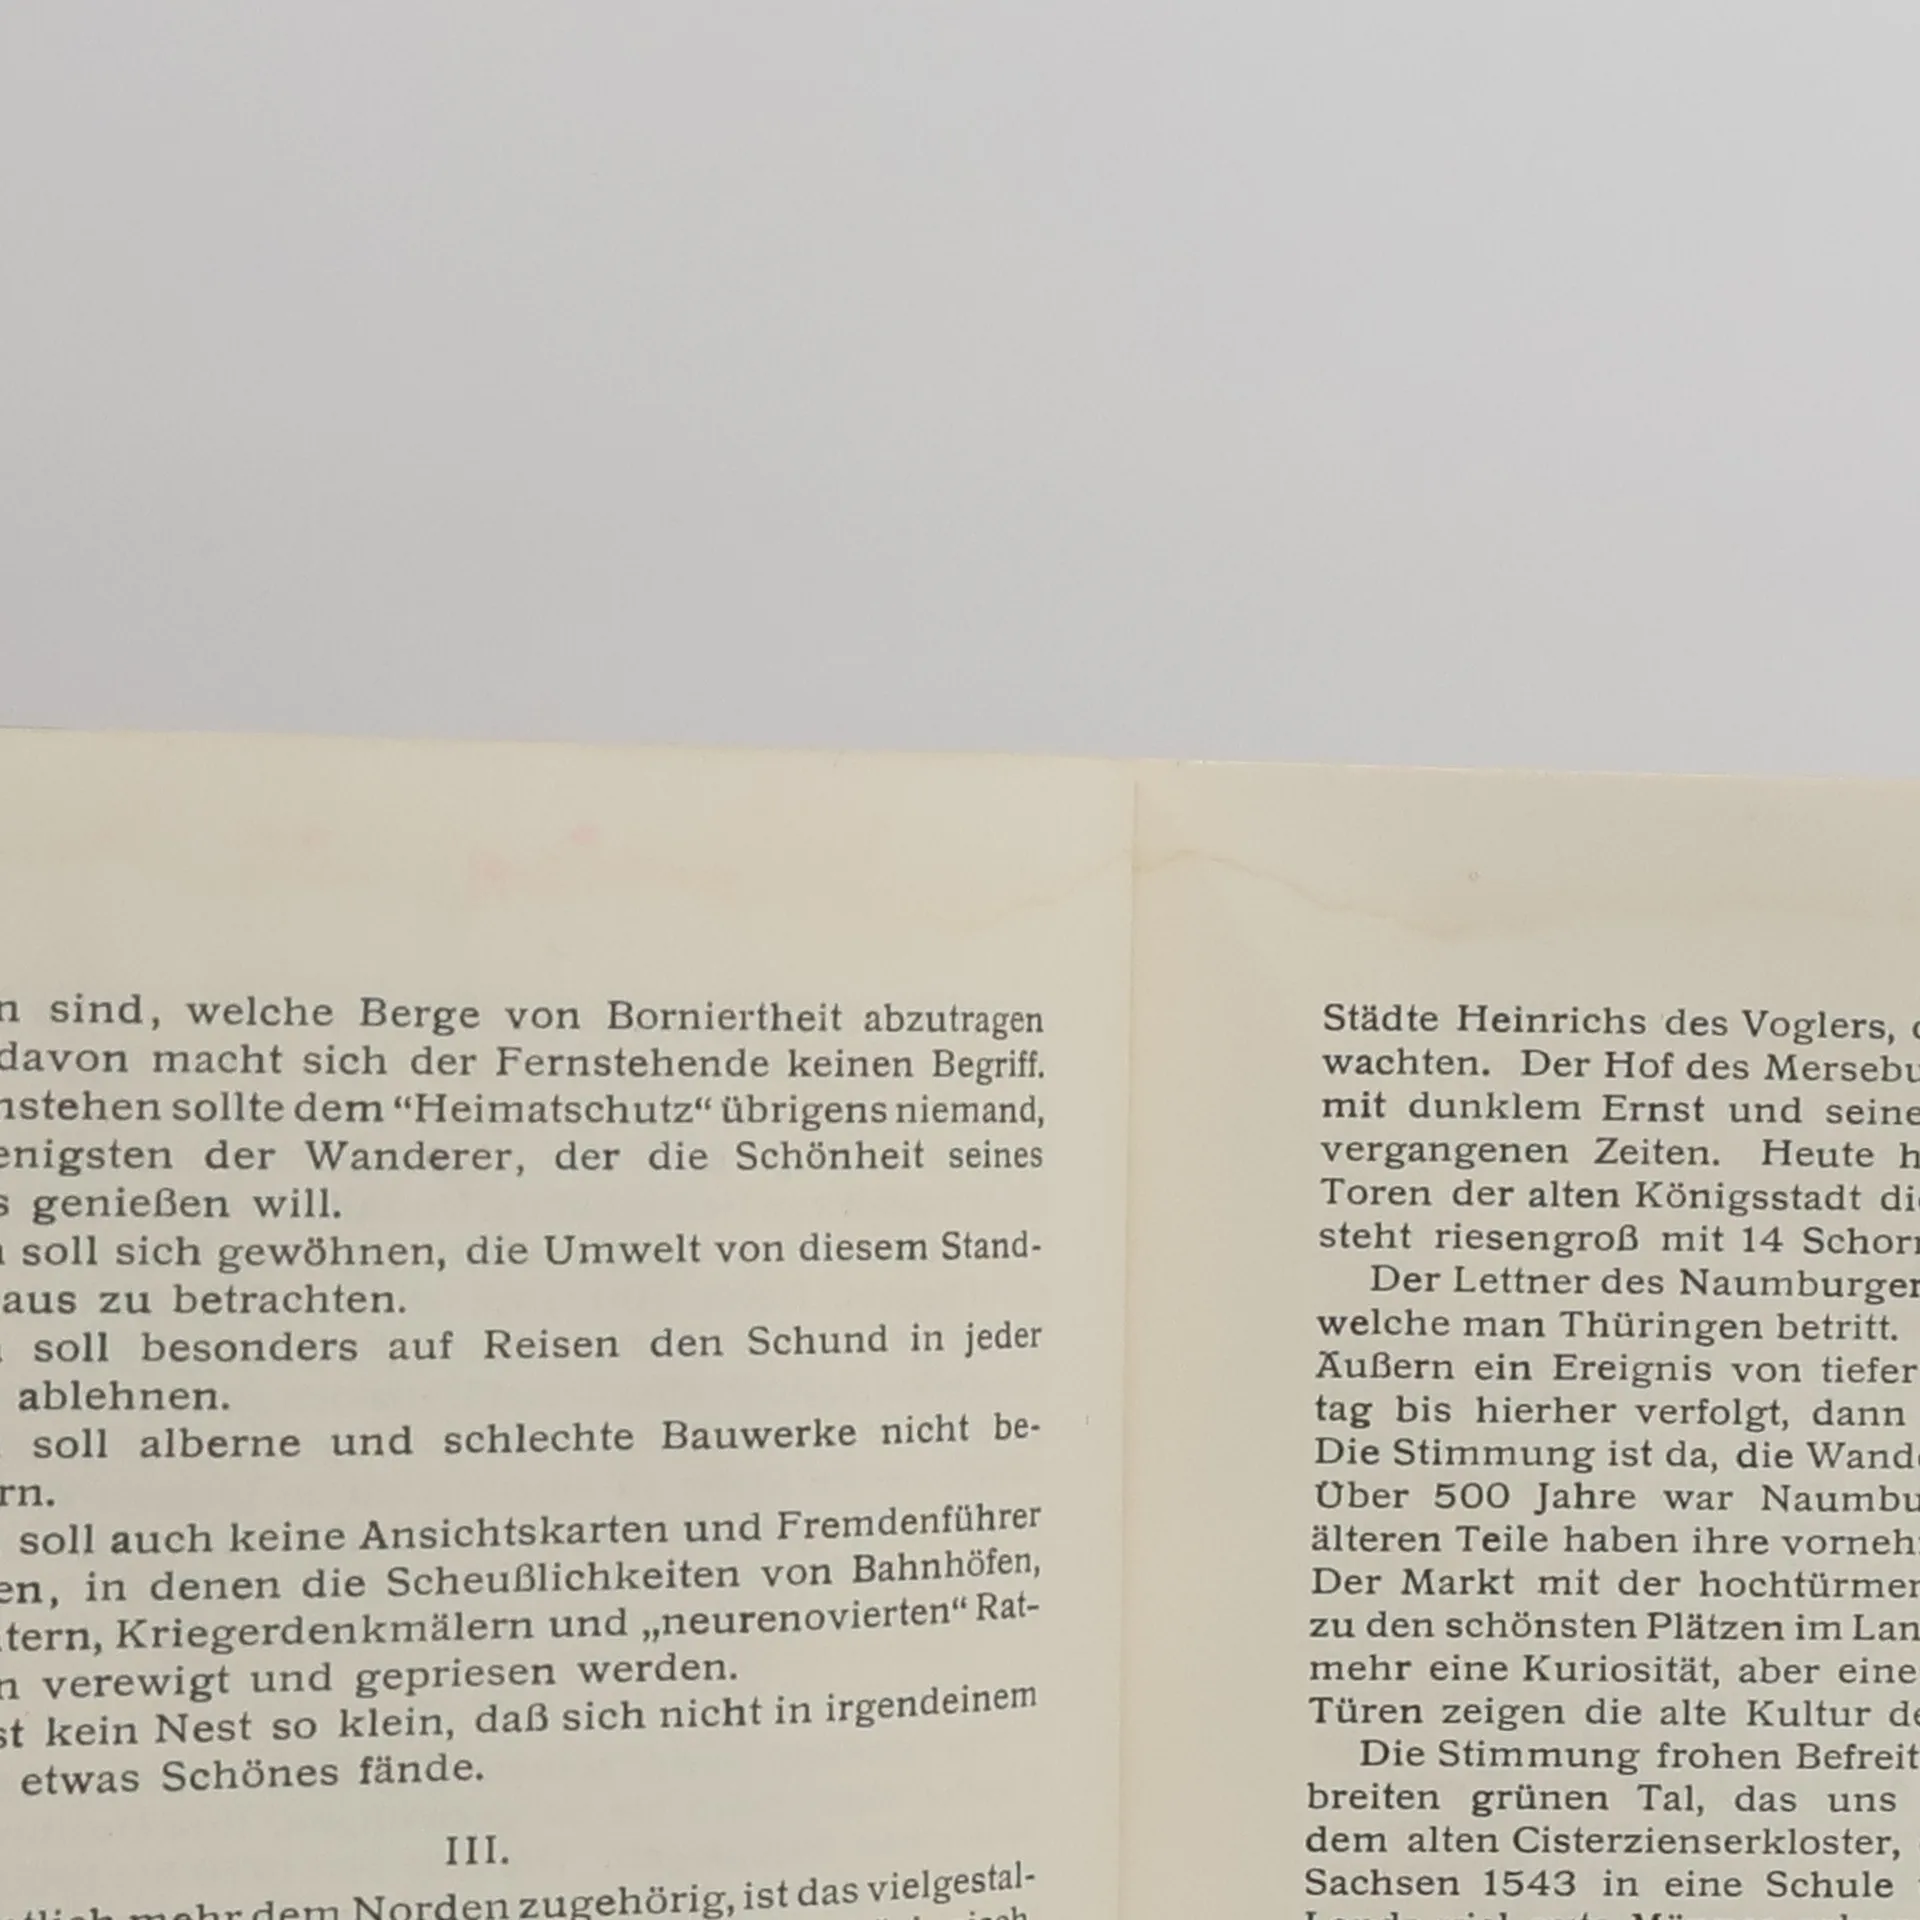 sind, welche Berge von Borniertheit abzutragen
davon macht sich der Fernstehende keinen Begriff.
nstehen sollte dem “Heimatschutz“ übrigens niemand,
enigsten der Wanderer, der die Schönheit seines
genießen will.
soll sich gewöhnen, die Umwelt von diesem Stand-
aus zu betrachten.
soll besonders auf Reisen den Schund in jeder
ablehnen.
soll alberne und schlechte Bauwerke nicht be-
rn.
soll auch keine Ansichtskarten und Fremdenführer
en, in denen die Scheußlichkeiten von Bahnhöfen,
tern, Kriegerdenkmälern und „neurenovierten“ Rat-
n verewigt und gepriesen werden.
st kein Nest so klein, daß sich nicht in irgendeinem
etwas Schönes fände.
III.
tlich mehr dem Norden zugehörig, ist das vielgestal-
Städte Heinrichs des Voglers,
wachten. Der Hof des Mersebu
mit dunklem Ernst und seine
vergangenen Zeiten. Heute h
Toren der alten Königsstadt die
steht riesengroß mit 14 Schor
Der Lettner des Naumburger
welche man Thüringen betritt.
Äußern ein Ereignis von tiefer
tag bis hierher verfolgt, dann
Die Stimmung ist da, die Wande
Über 500 Jahre war Naumbu
älteren Teile haben ihre vorneh
Der Markt mit der hochtürmen
zu den schönsten Plätzen im Lan
mehr eine Kuriosität, aber eine
Türen zeigen die alte Kultur de
Die Stimmung frohen Befreit
breiten grünen Tal, das uns
dem alten Cisterzienserkloster,
Sachsen 1543 in eine Schule